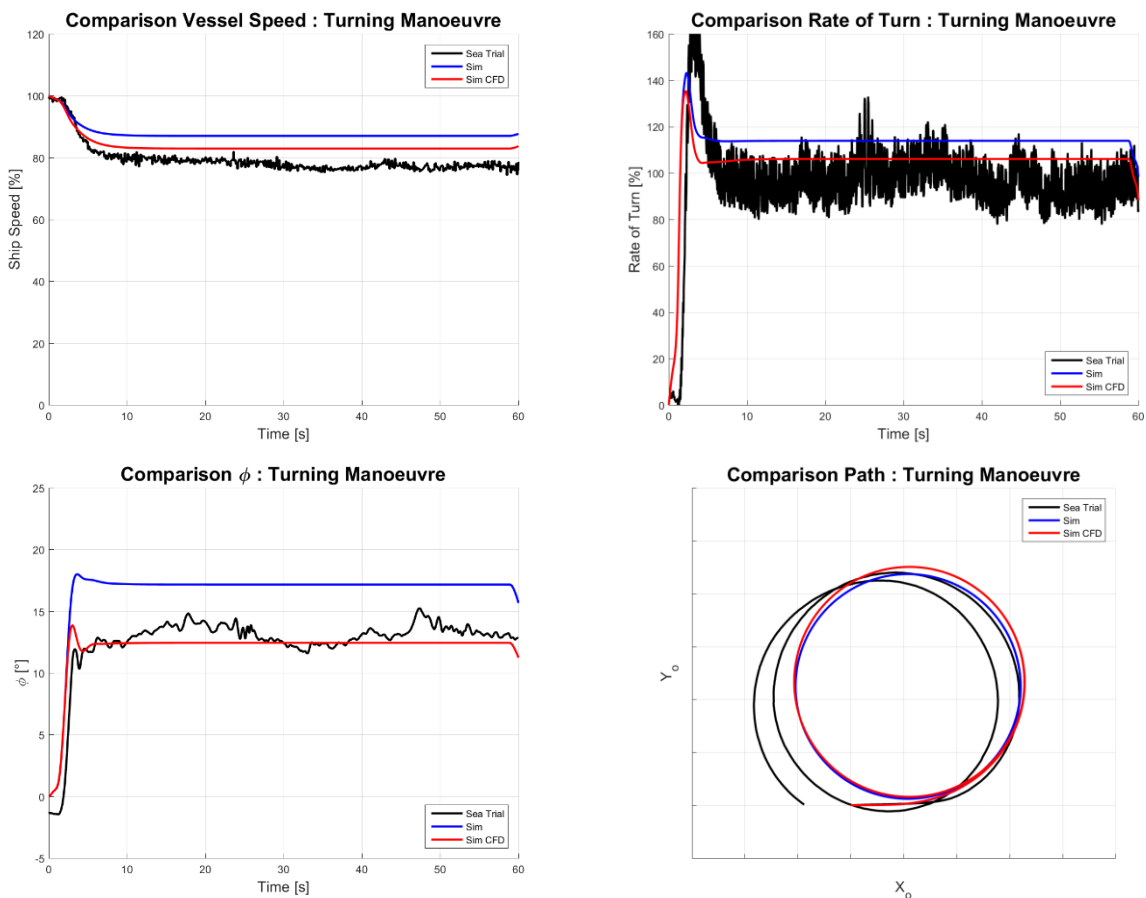 Comparison Vessel Speed : Turning Manoeuvre
120
100
80
60
40
20
0
Ship Speed [%]
0 10 20 30 40 50 60
Time [s]
Sea Trial
Sim
Sim CFD
Comparison Rate of Turn : Turning Manoeuvre
160
140
120
100
80
60
40
20
0
Rate of Turn [%]
0 10 20 30 40 50 60
Time [s]
Sea Trial
Sim
Sim CFD
Comparison ϕ : Turning Manoeuvre
25
20
15
10
5
0
-5
ϕ [°]
0 10 20 30 40 50 60
Time [s]
Sea Trial
Sim
Sim CFD
Comparison Path : Turning Manoeuvre
Y_o
X_o
Sea Trial
Sim
Sim CFD